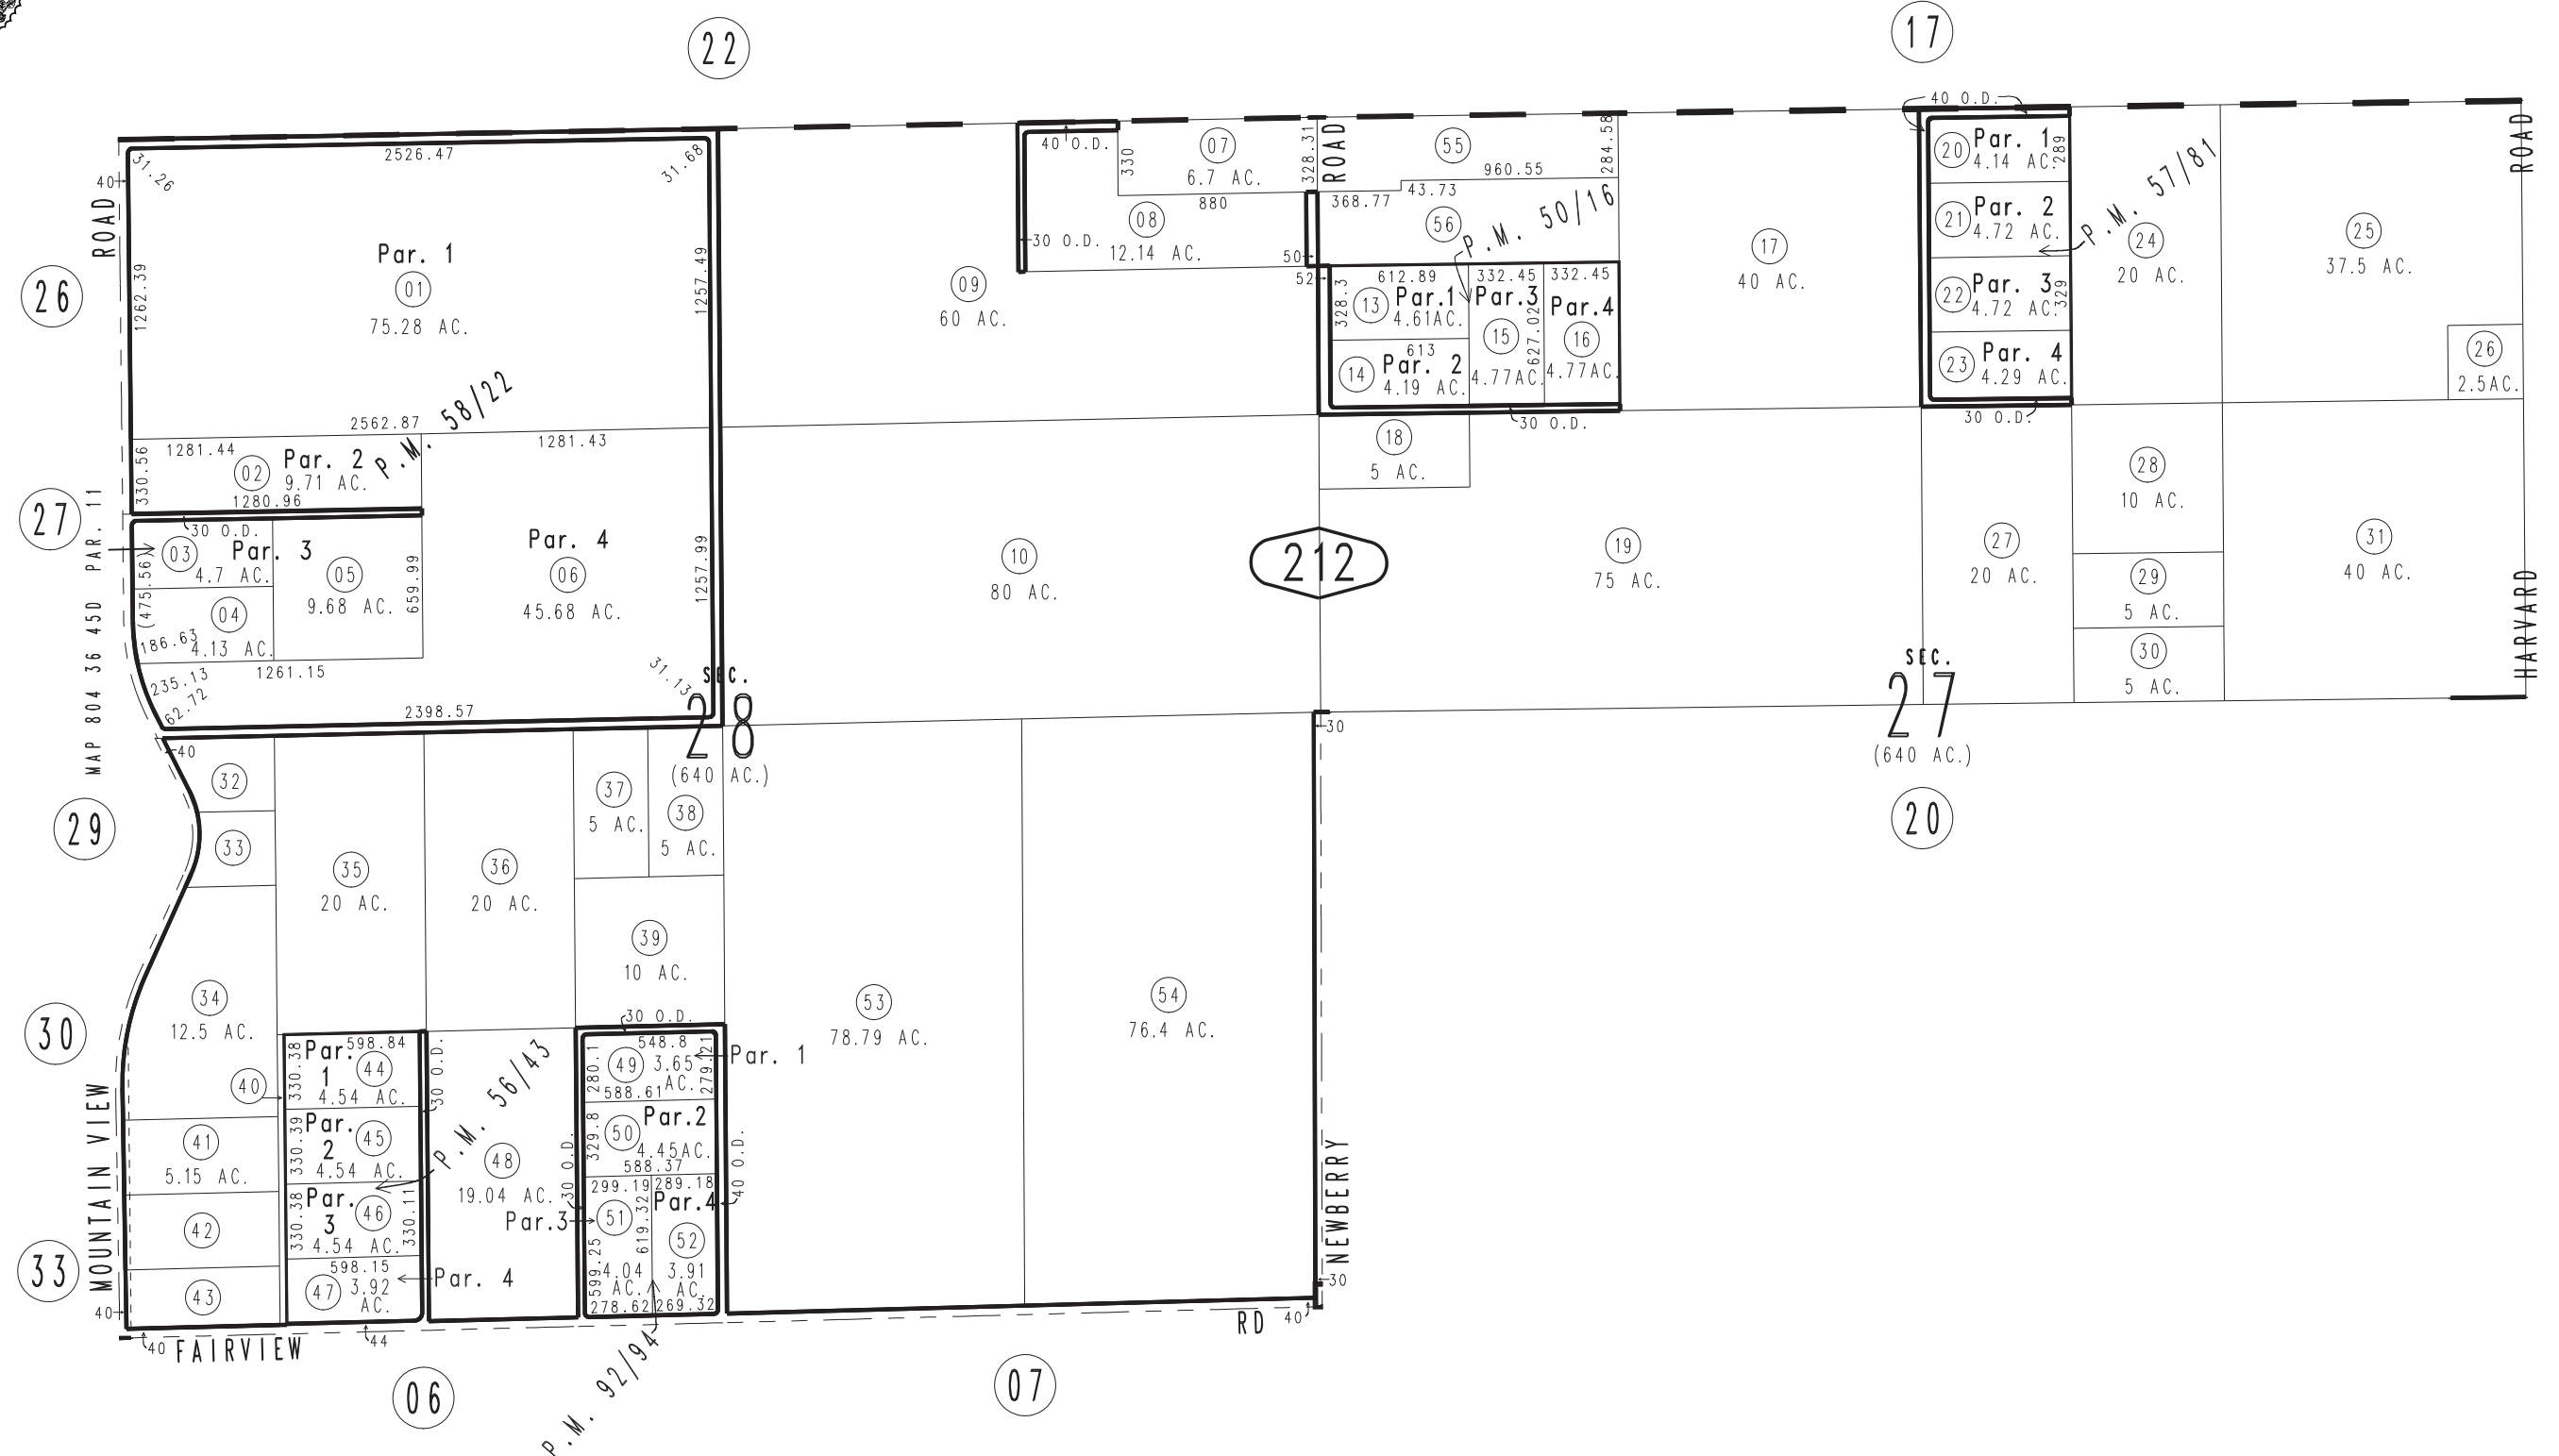 22
17
26
27
29
30
33
06
07
20
212
ROAD
MAP 804 36 45D PAR. 11
MOUNTAIN VIEW
FAIRVIEW
RD
NEWBERRY
ROAD
ROAD
HARVARD
31.26
2526.47
31.68
40
1262.39
Par. 1
01
75.28 AC.
1257.49
P.M. 58/22
2562.87
1281.44
1281.43
330.56
02
Par. 2
9.71 AC.
1280.96
30 O.D.
03
Par. 3
4.7 AC.
(475.56)
04
4.13 AC.
186.63
05
9.68 AC.
659.99
Par. 4
06
45.68 AC.
1257.99
235.13
62.72
1261.15
31.13
2398.57
SEC.
28
(640 AC.)
40 O.D.
330
07
6.7 AC.
328.31
880
08
12.14 AC.
30 O.D.
50
52
09
60 AC.
10
80 AC.
55
284.58
960.55
43.73
368.77
56
P.M. 50/16
612.89
332.45
332.45
328.3
13
Par.1
4.61AC.
613
14
Par. 2
4.19 AC.
Par.3
15
627.02
4.77AC.
Par.4
16
4.77AC.
30 O.D.
17
40 AC.
18
5 AC.
19
75 AC.
40 O.D.
20
Par. 1
4.14 AC.
289
21
Par. 2
4.72 AC.
22
Par. 3
4.72 AC.
329
23
Par. 4
4.29 AC.
30 O.D.
P.M. 57/81
24
20 AC.
25
37.5 AC.
26
2.5AC.
27
20 AC.
28
10 AC.
29
5 AC.
30
5 AC.
31
40 AC.
SEC.
27
(640 AC.)
40
32
33
34
12.5 AC.
35
20 AC.
36
20 AC.
37
5 AC.
38
5 AC.
39
10 AC.
40
41
5.15 AC.
42
43
40
40
44
Par. 1
598.84
44
330.38
4.54 AC.
30 O.D.
Par. 2
45
330.39
4.54 AC.
Par. 3
46
330.38
330.11
4.54 AC.
598.15
47
3.92 AC.
Par. 4
P.M. 56/43
48
19.04 AC.
30 O.D.
30 O.D.
548.8
49
3.65 AC.
280.1
279.21
Par. 1
588.61
50
Par.2
329.8
4.45AC.
588.37
40 O.D.
299.19
289.18
Par.3
51
619.32
599.25
4.04 AC.
278.62
Par.4
52
3.91 AC.
269.32
P.M. 92/94
53
78.79 AC.
54
76.4 AC.
30
30
40